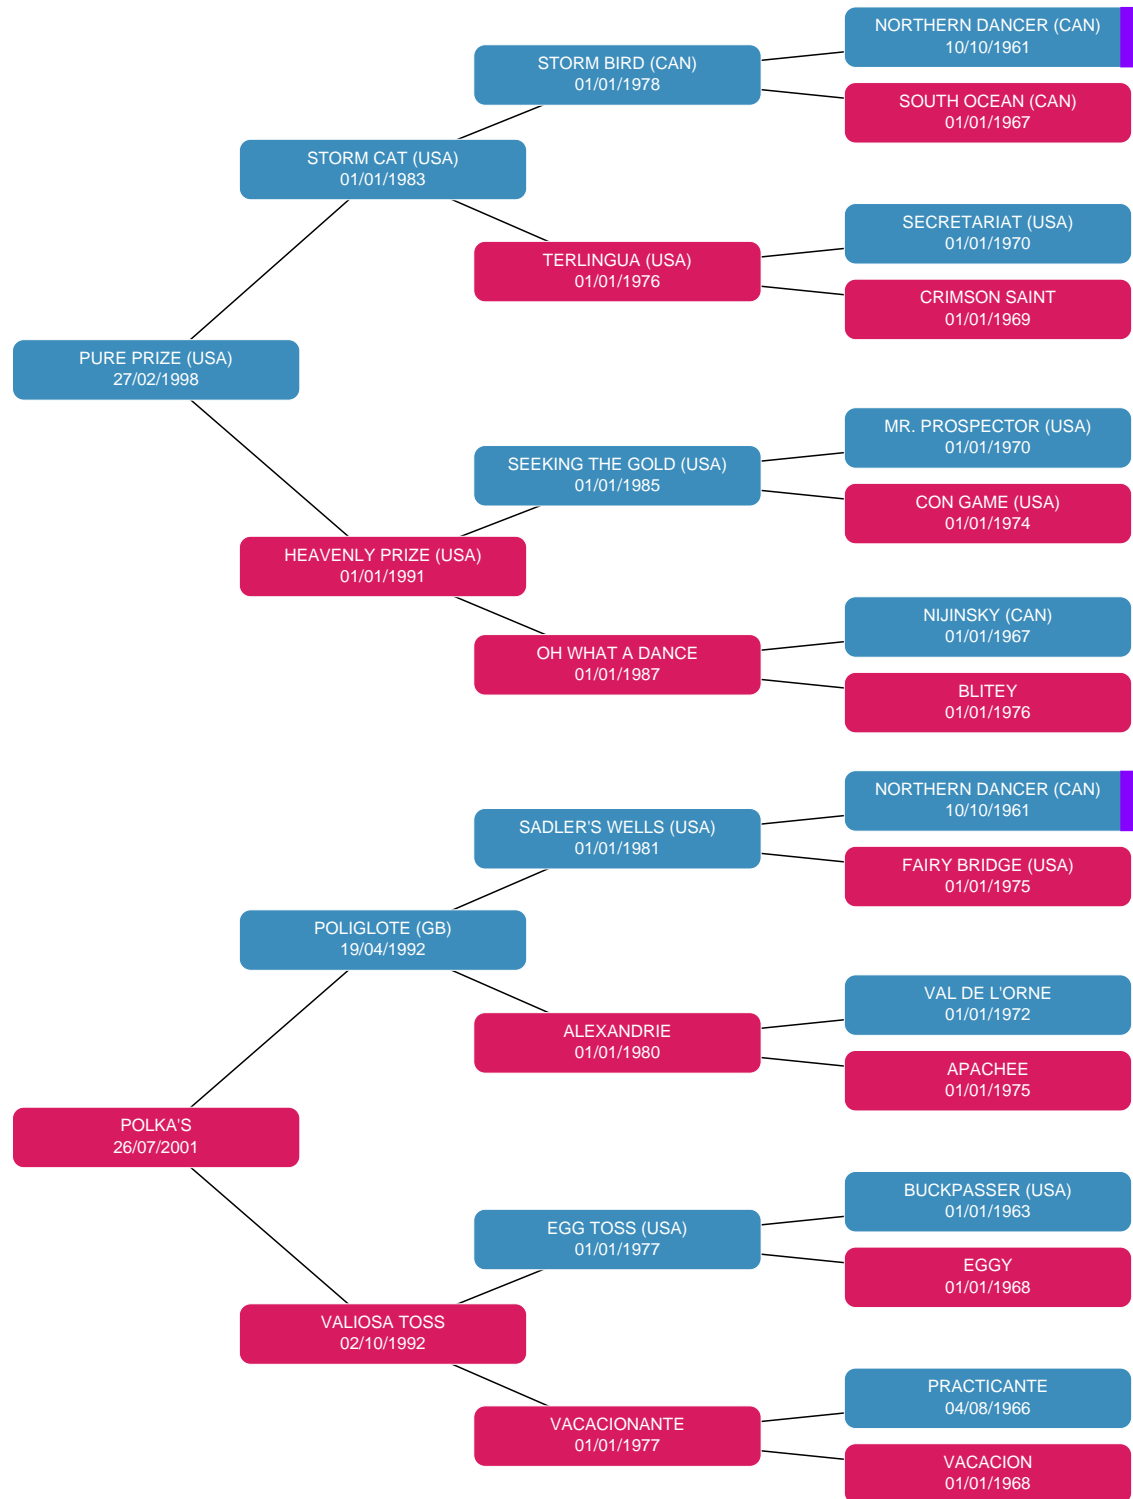 NORTHERN DANCER (CAN)
10/10/1961
STORM BIRD (CAN)
01/01/1978
SOUTH OCEAN (CAN)
01/01/1967
STORM CAT (USA)
01/01/1983
SECRETARIAT (USA)
01/01/1970
TERLINGUA (USA)
01/01/1976
CRIMSON SAINT
01/01/1969
PURE PRIZE (USA)
27/02/1998
MR. PROSPECTOR (USA)
01/01/1970
SEEKING THE GOLD (USA)
01/01/1985
CON GAME (USA)
01/01/1974
HEAVENLY PRIZE (USA)
01/01/1991
NIJINSKY (CAN)
01/01/1967
OH WHAT A DANCE
01/01/1987
BLITEY
01/01/1976
NORTHERN DANCER (CAN)
10/10/1961
SADLER'S WELLS (USA)
01/01/1981
FAIRY BRIDGE (USA)
01/01/1975
POLIGLOTE (GB)
19/04/1992
VAL DE L'ORNE
01/01/1972
ALEXANDRIE
01/01/1980
APACHEE
01/01/1975
POLKA'S
26/07/2001
BUCKPASSER (USA)
01/01/1963
EGG TOSS (USA)
01/01/1977
EGGY
01/01/1968
VALIOSA TOSS
02/10/1992
PRACTICANTE
04/08/1966
VACACIONANTE
01/01/1977
VACACION
01/01/1968